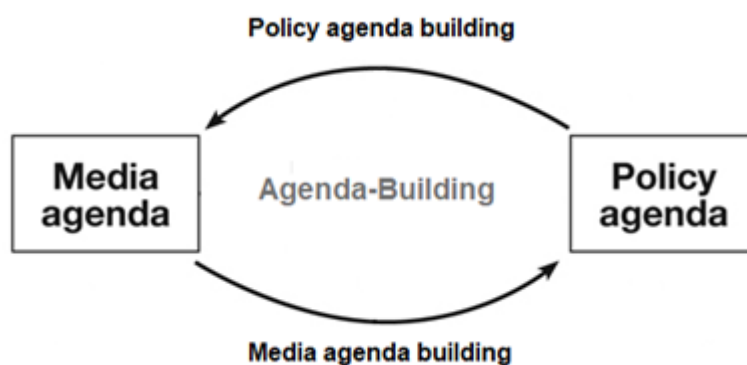 Policy agenda building
Media
agenda
Agenda-Building
Policy
agenda
Media agenda building